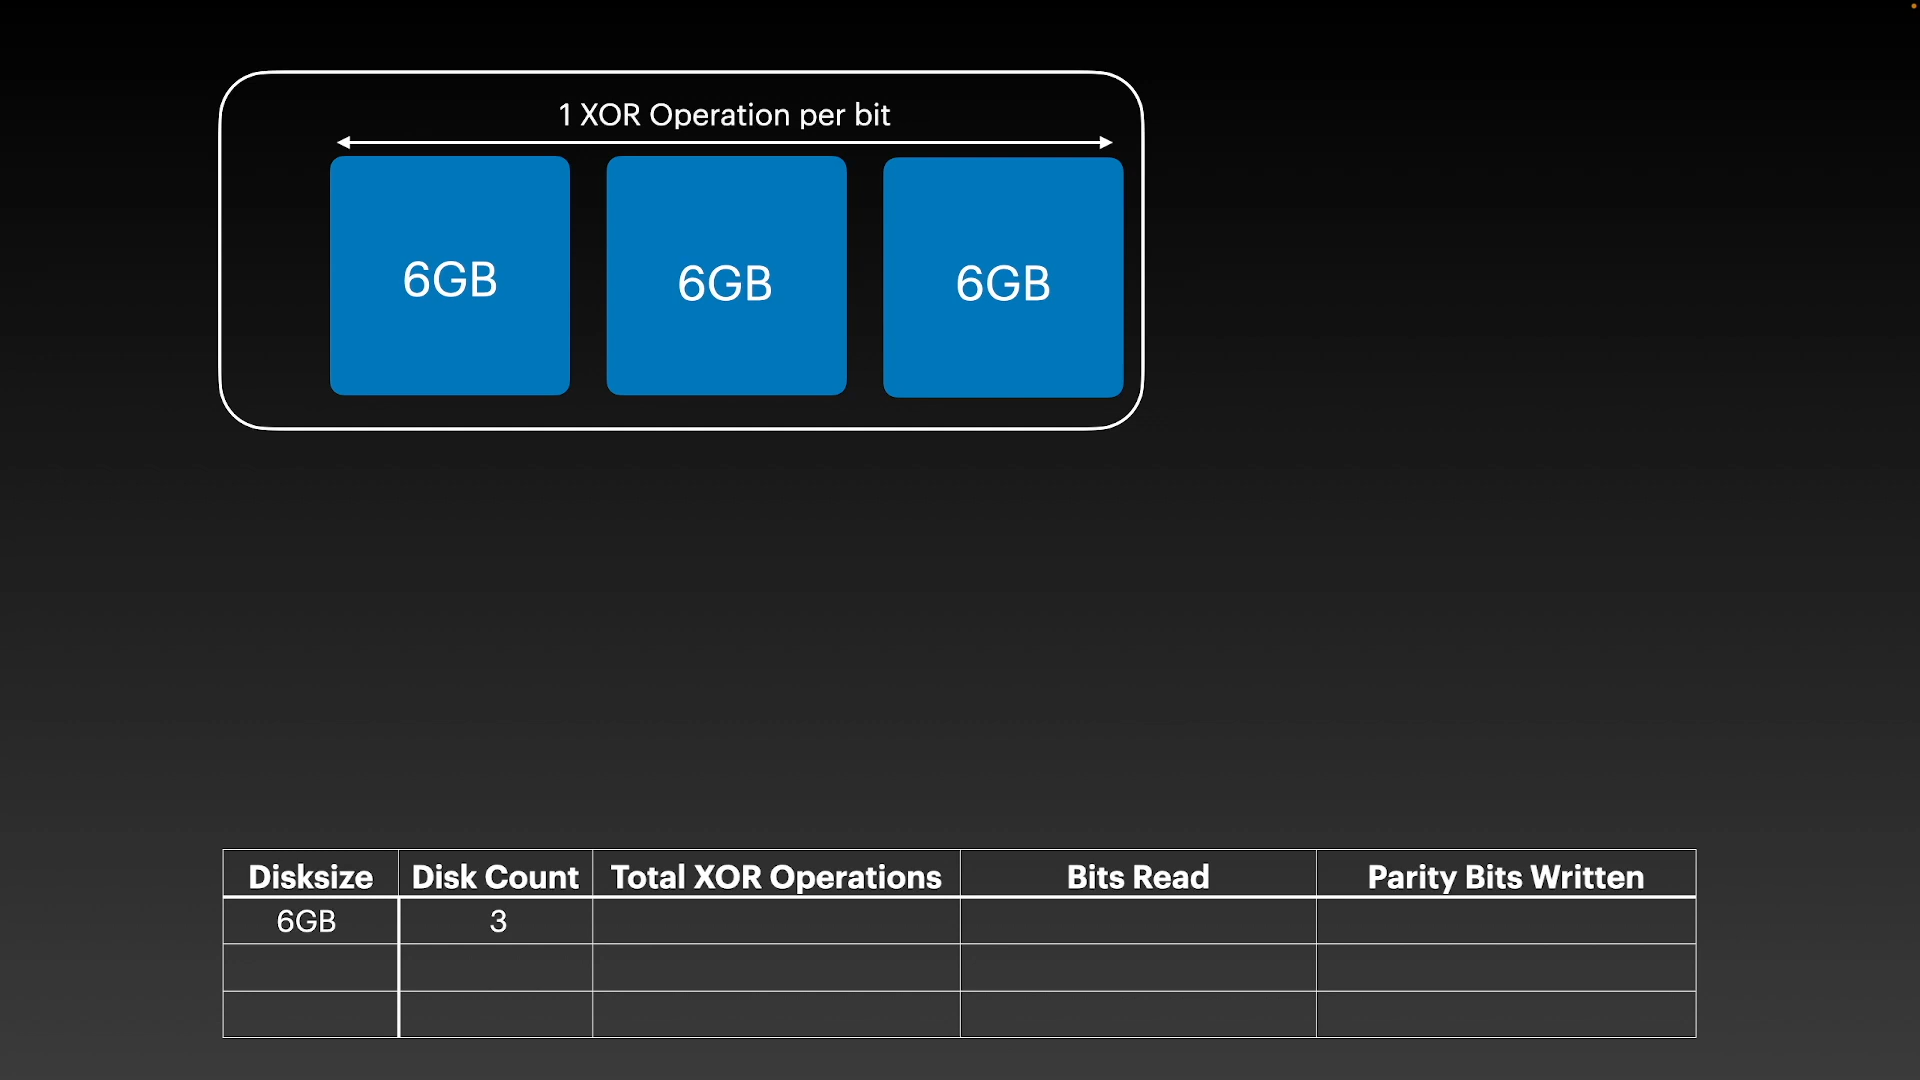 1 XOR Operation per bit
6GB 6GB 6GB
Disksize Disk Count Total XOR Operations Bits Read Parity Bits Written
6GB 3